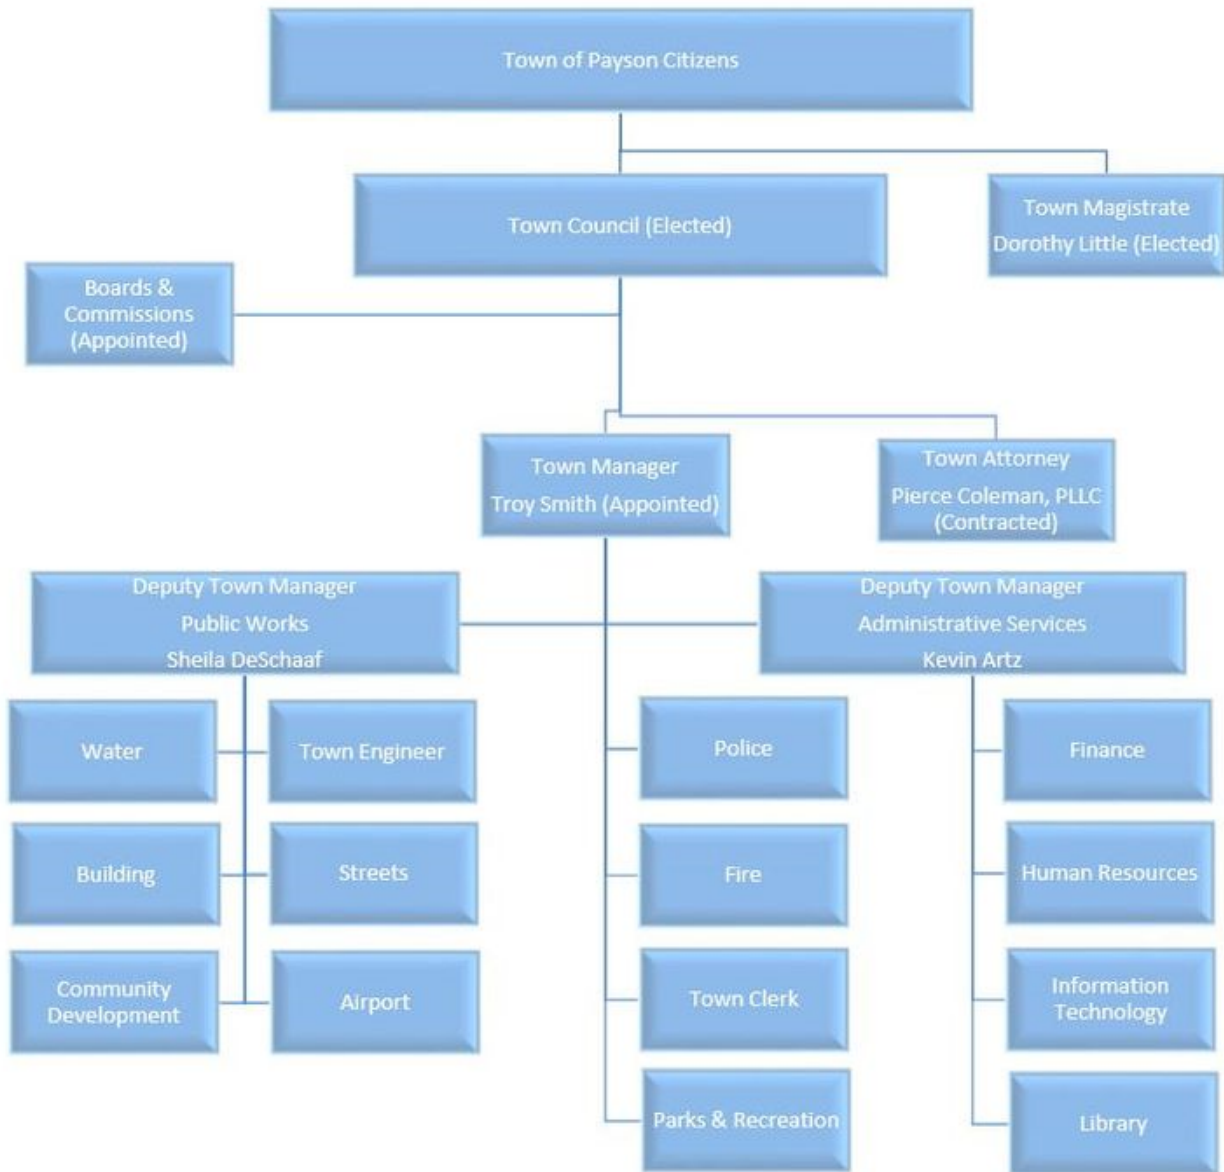 Town of Payson Citizens
Town Council (Elected)
Town Magistrate
Dorothy Little (Elected)
Boards &
Commissions
(Appointed)
Town Manager
Troy Smith (Appointed)
Town Attorney
Pierce Coleman, PLLC
(Contracted)
Deputy Town Manager
Public Works
Sheila DeSchaaf
Deputy Town Manager
Administrative Services
Kevin Artz
Water
Town Engineer
Police
Finance
Building
Streets
Fire
Human Resources
Community
Development
Airport
Town Clerk
Information
Technology
Parks & Recreation
Library